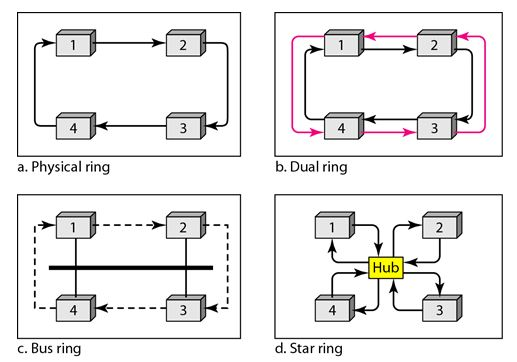 1 2
4 3
a. Physical ring
1 2
4 3
b. Dual ring
1 2
4 3
c. Bus ring
1 2
Hub
4 3
d. Star ring